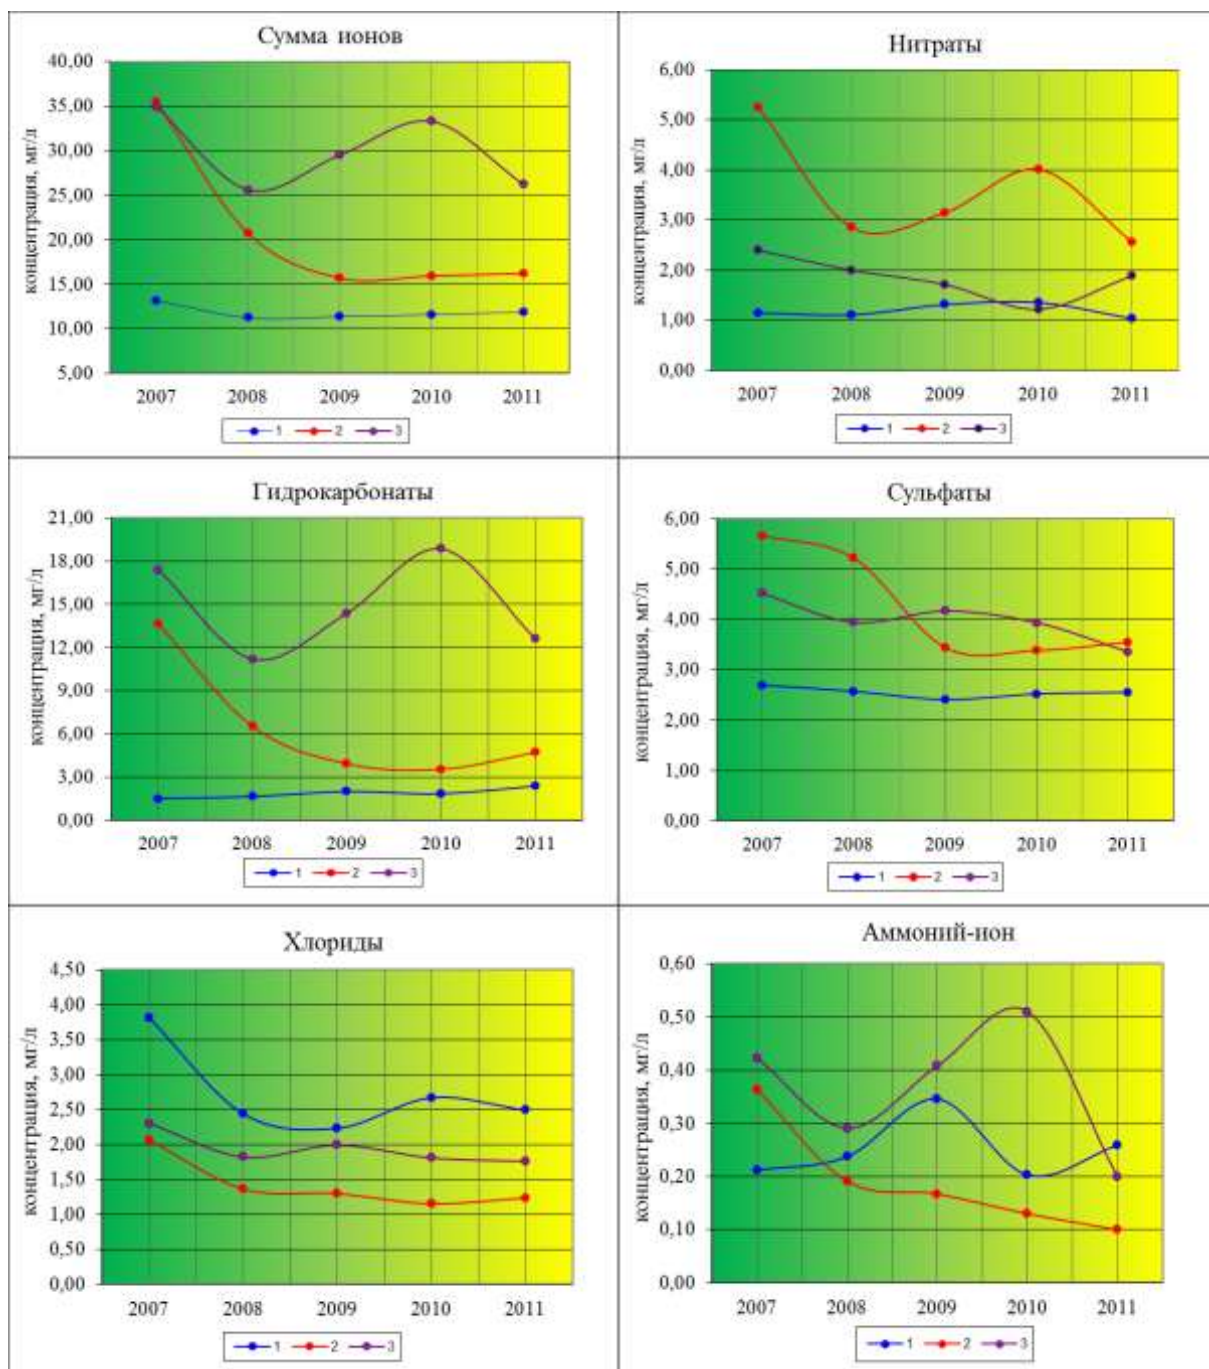 Сумма ионов
концентрация, мг/л
40,00
35,00
30,00
25,00
20,00
15,00
10,00
5,00
2007 2008 2009 2010 2011
1 2 3
Нитраты
концентрация, мг/л
6,00
5,00
4,00
3,00
2,00
1,00
0,00
2007 2008 2009 2010 2011
1 2 3
Гидрокарбонаты
концентрация, мг/л
21,00
18,00
15,00
12,00
9,00
6,00
3,00
0,00
2007 2008 2009 2010 2011
1 2 3
Сульфаты
концентрация, мг/л
6,00
5,00
4,00
3,00
2,00
1,00
0,00
2007 2008 2009 2010 2011
1 2 3
Хлориды
концентрация, мг/л
4,50
4,00
3,50
3,00
2,50
2,00
1,50
1,00
0,50
0,00
2007 2008 2009 2010 2011
1 2 3
Аммоний-ион
концентрация, мг/л
0,60
0,50
0,40
0,30
0,20
0,10
0,00
2007 2008 2009 2010 2011
1 2 3